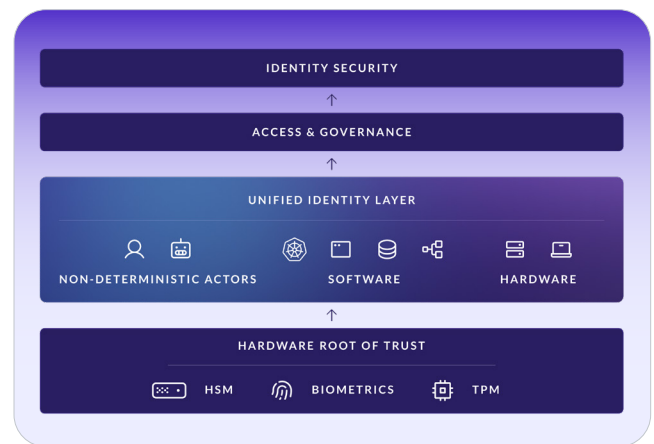 IDENTITY SECURITY
ACCESS & GOVERNANCE
UNIFIED IDENTITY LAYER
NON-DETERMINISTIC ACTORS
SOFTWARE
HARDWARE
HARDWARE ROOT OF TRUST
HSM
BIOMETRICS
TPM